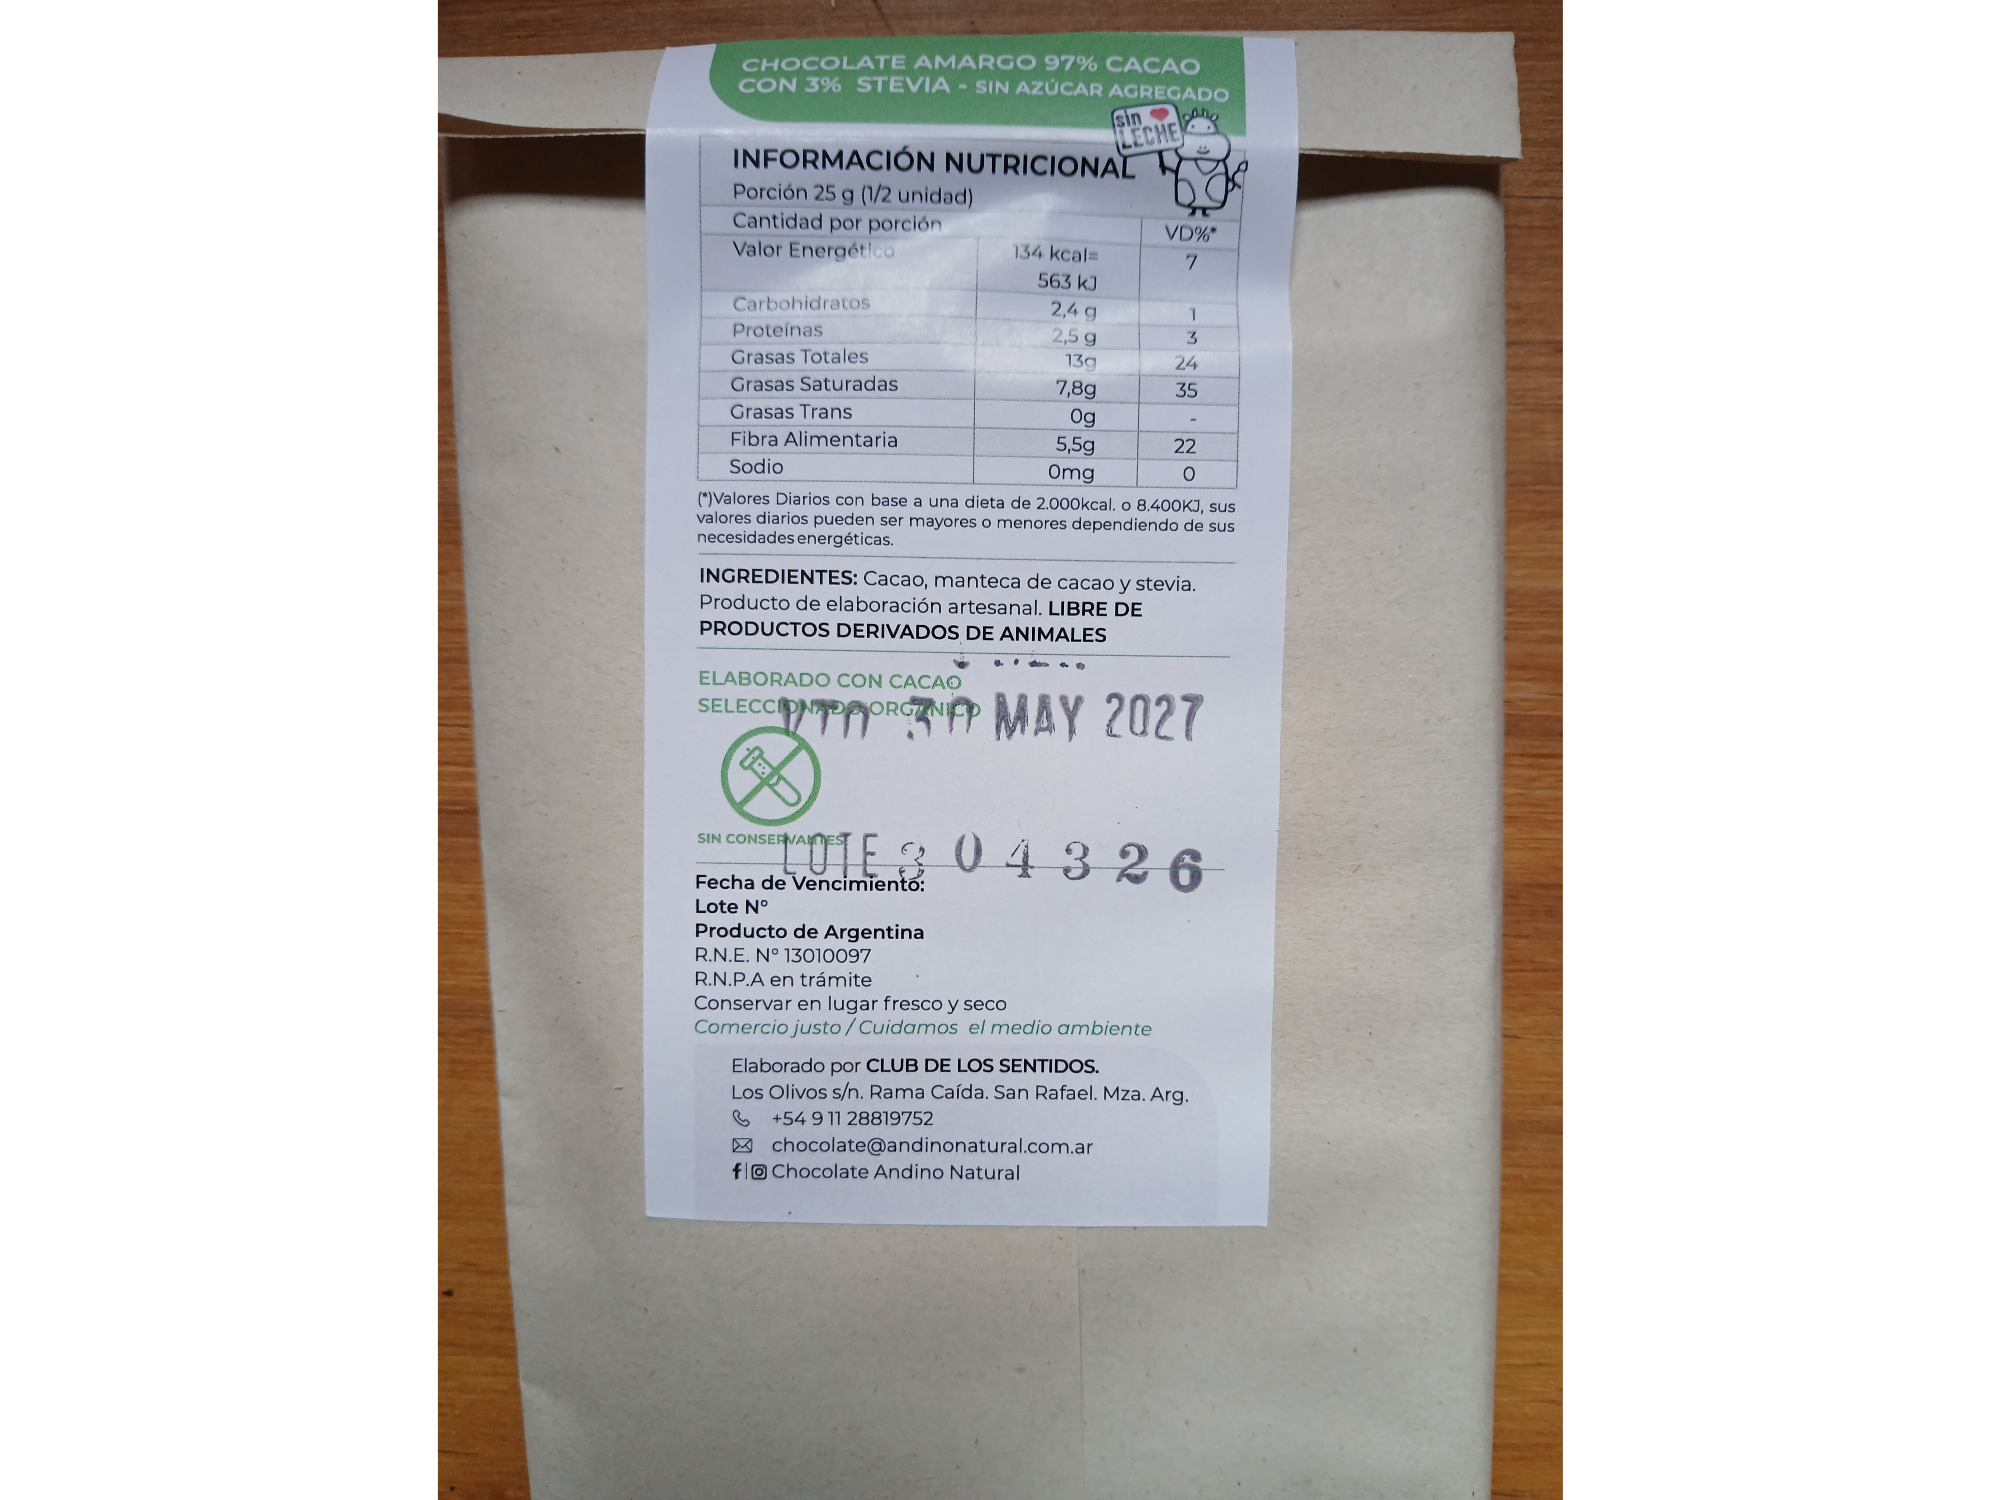 CHOCOLATE AMARGO 97% CACAO
CON 3% STEVIA - SIN AZÚCAR AGREGADO
sin
LECHE
INFORMACIÓN NUTRICIONAL
Porción 25 g (1/2 unidad)
Cantidad por porción VD%*
Valor Energético 134 kcal= 7
563 kJ
Carbohidratos 2,4 g 1
Proteínas 2,5 g 3
Grasas Totales 13g 24
Grasas Saturadas 7,8g 35
Grasas Trans 0g -
Fibra Alimentaria 5,5g 22
Sodio 0mg 0
(*)Valores Diarios con base a una dieta de 2.000kcal. o 8.400KJ, sus
valores diarios pueden ser mayores o menores dependiendo de sus
necesidades energéticas.
INGREDIENTES: Cacao, manteca de cacao y stevia.
Producto de elaboración artesanal. LIBRE DE
PRODUCTOS DERIVADOS DE ANIMALES
ELABORADO CON CACAO
SELECCIONADO ORGANICO
VTO 30 MAY 2027
SIN CONSERVANTES
LOTE 304326
Fecha de Vencimiento:
Lote N°
Producto de Argentina
R.N.E. N° 13010097
R.N.P.A en trámite
Conservar en lugar fresco y seco
Comercio justo / Cuidamos el medio ambiente
Elaborado por CLUB DE LOS SENTIDOS.
Los Olivos s/n. Rama Caída. San Rafael. Mza. Arg.
+54 9 11 28819752
chocolate@andinonatural.com.ar
f Chocolate Andino Natural